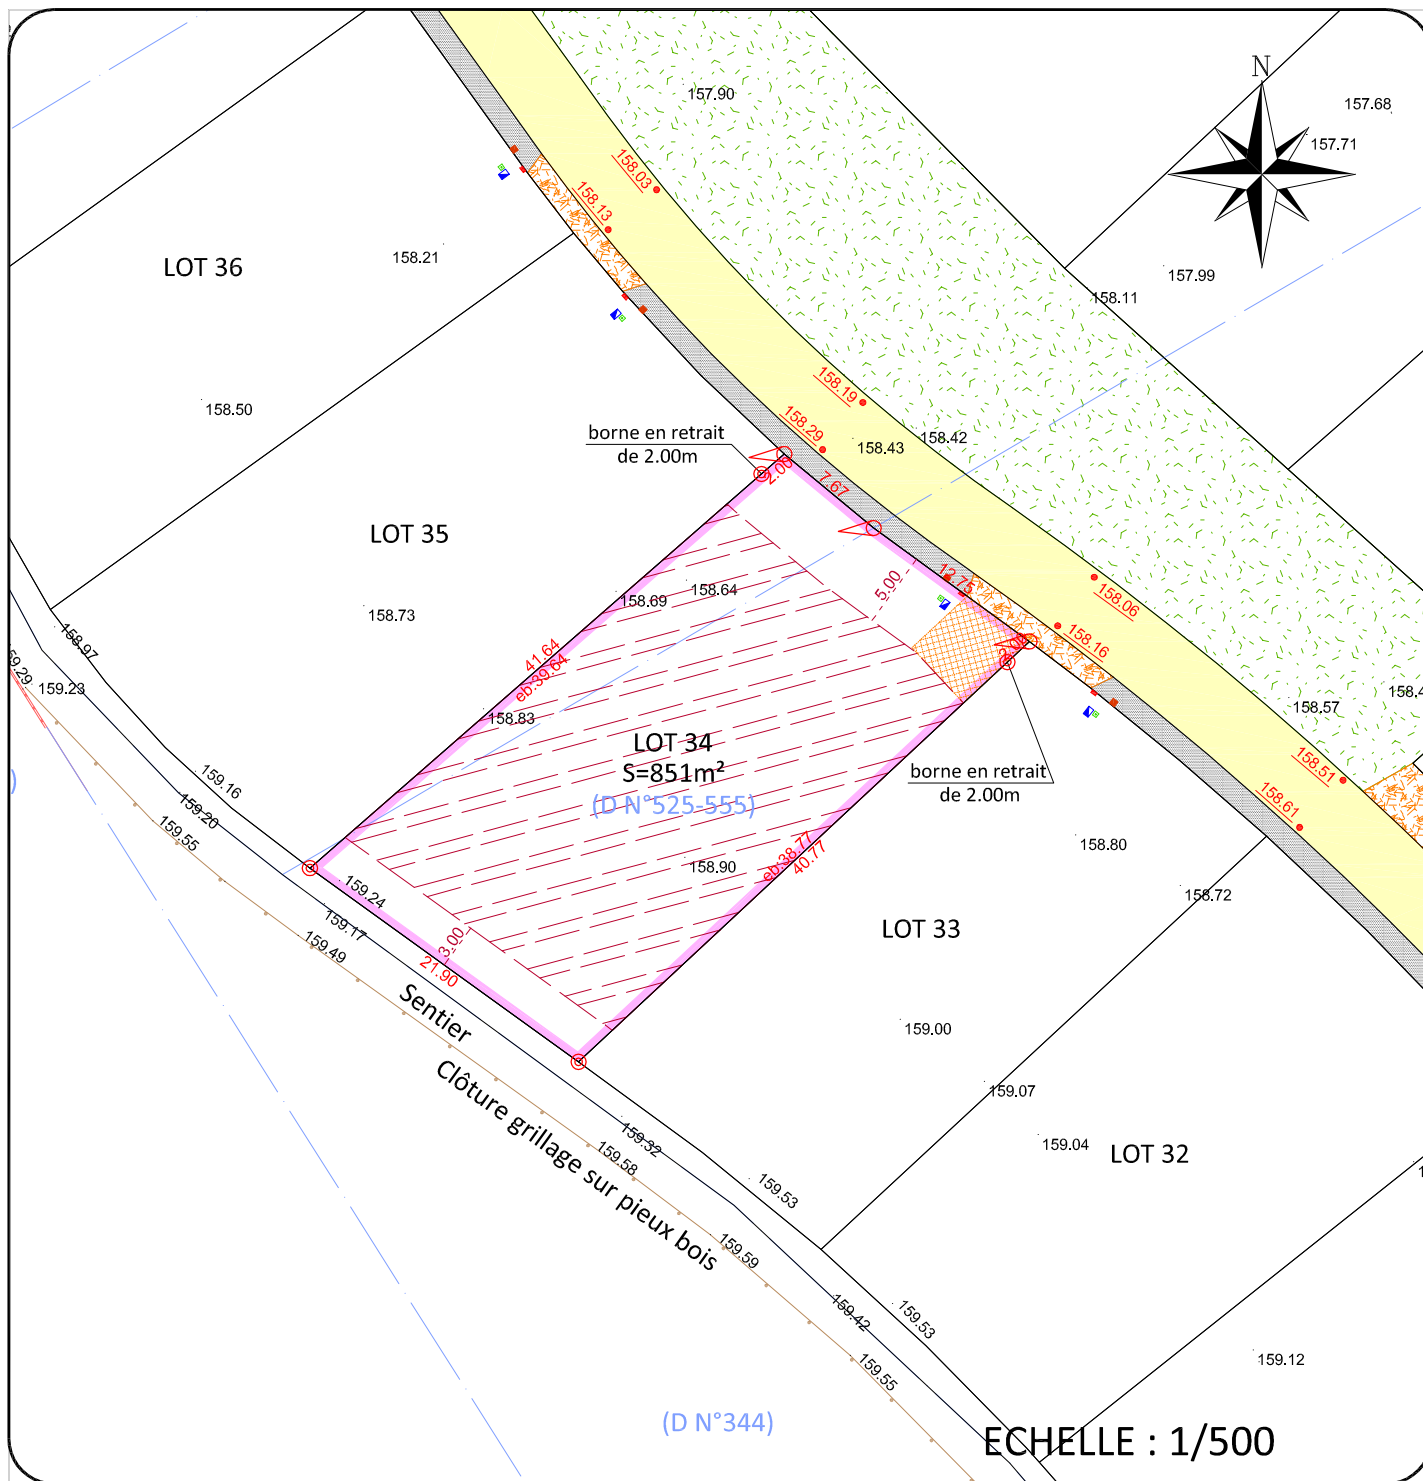 N
157.90
157.68
157.71
158.03
158.13
LOT 36
158.21
157.99
158.11
158.50
158.19
158.29
158.43
158.42
borne en retrait
de 2.00m
2.00
7.67
LOT 35
158.73
158.69
158.64
5.00
12.75
158.06
158.16
2.00
158.97
159.23
41.64
eb:39.64
158.83
158.57
LOT 34
S=851m²
(D N°525-555)
borne en retrait
de 2.00m
158.51
158.61
159.16
159.20
159.55
158.80
158.90
eb:38.77
40.77
158.72
159.24
159.17
159.49
3.00
21.90
LOT 33
Sentier
159.00
Clôture grillage sur pieux bois
159.07
159.04
LOT 32
159.32
159.58
159.53
159.59
159.42
159.53
159.55
159.12
(D N°344)
ECHELLE : 1/500